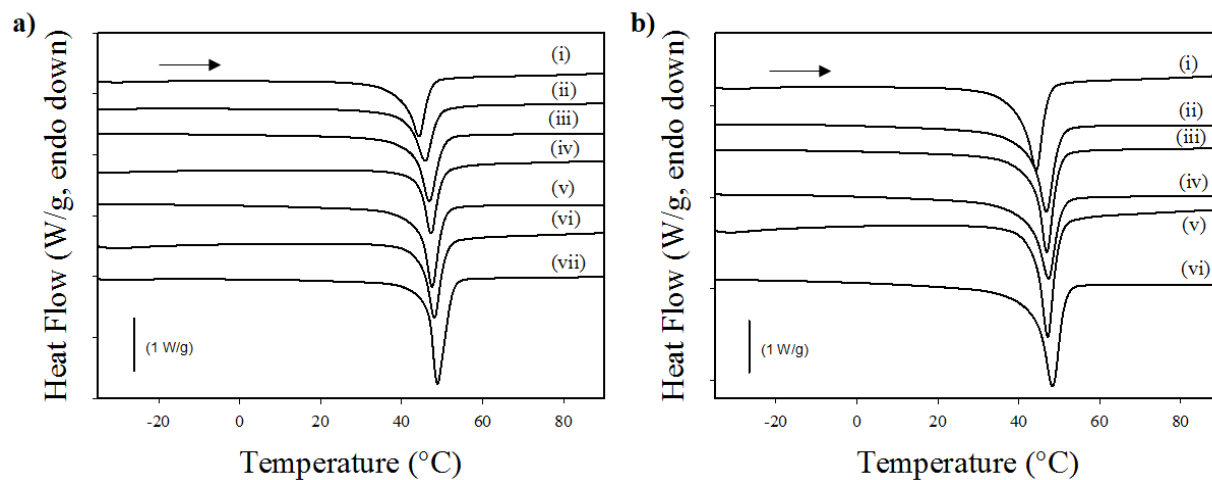 a)
Heat Flow (W/g, endo down)
(i)
(ii)
(iii)
(iv)
(v)
(vi)
(vii)
(1 W/g)
-20 0 20 40 60 80
Temperature (°C)
b)
Heat Flow (W/g, endo down)
(i)
(ii)
(iii)
(iv)
(v)
(vi)
(1 W/g)
-20 0 20 40 60 80
Temperature (°C)